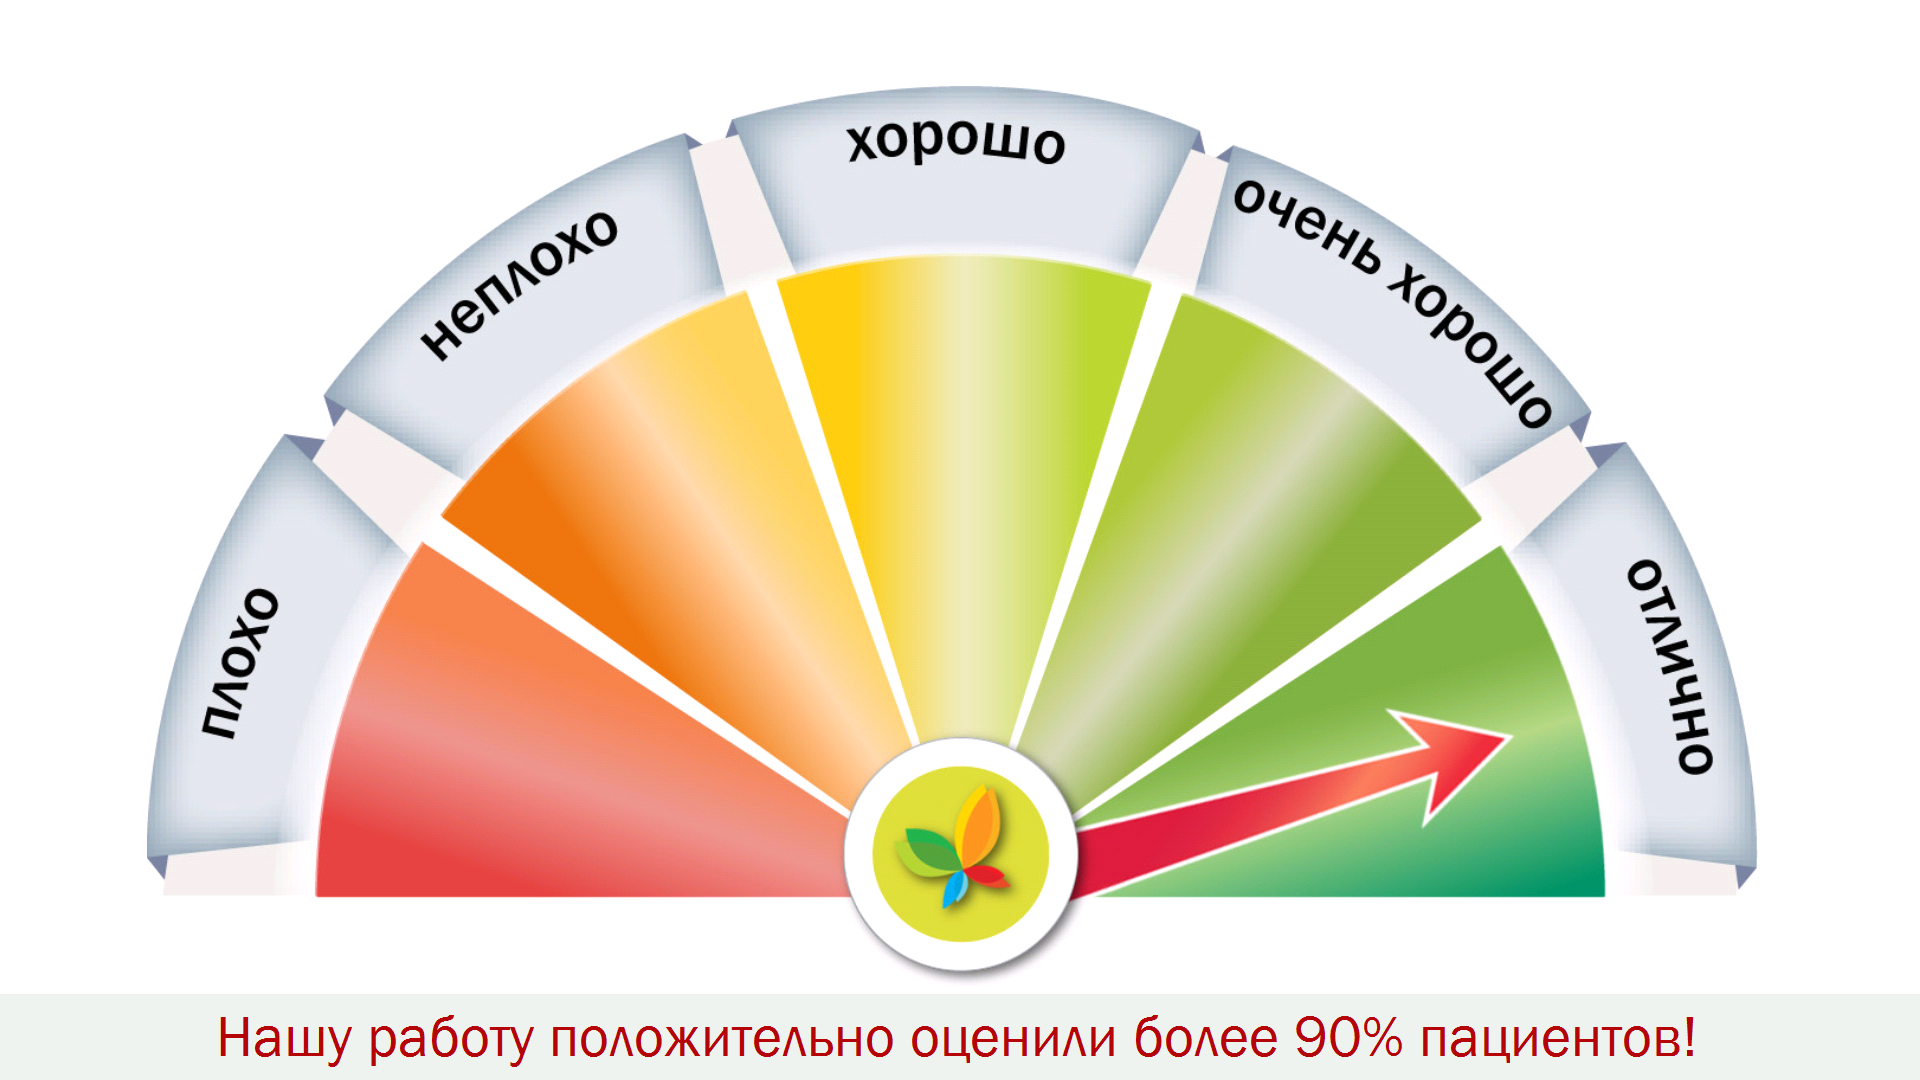 плохо
неплохо
хорошо
очень хорошо
отлично
Нашу работу положительно оценили более 90% пациентов!